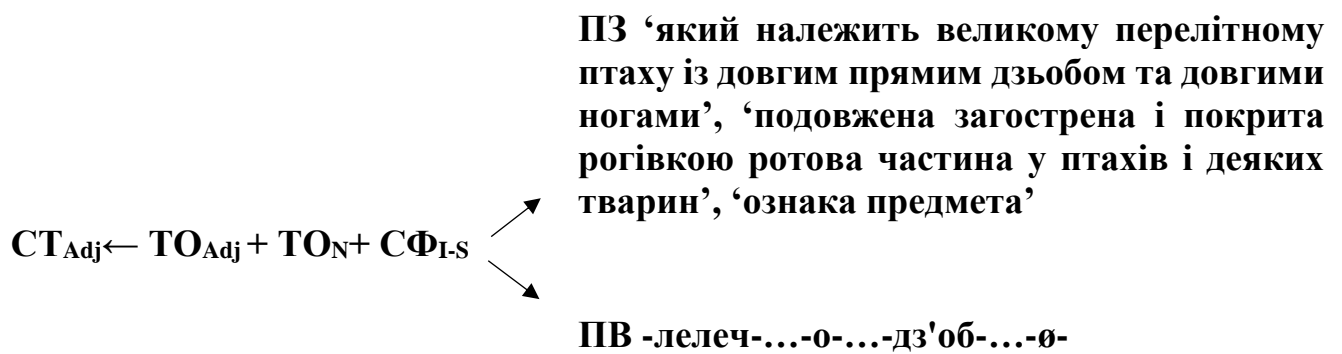 ПЗ ‘який належить великому перелітному
птаху із довгим прямим дзьобом та довгими
ногами’, ‘подовжена загострена і покрита
рогівкою ротова частина у птахів і деяких
тварин’, ‘ознака предмета’
СТAdj← ТОAdj + ТОN+ СФI-S
ПВ -лелеч-…-о-…-дз'об-…-ø-